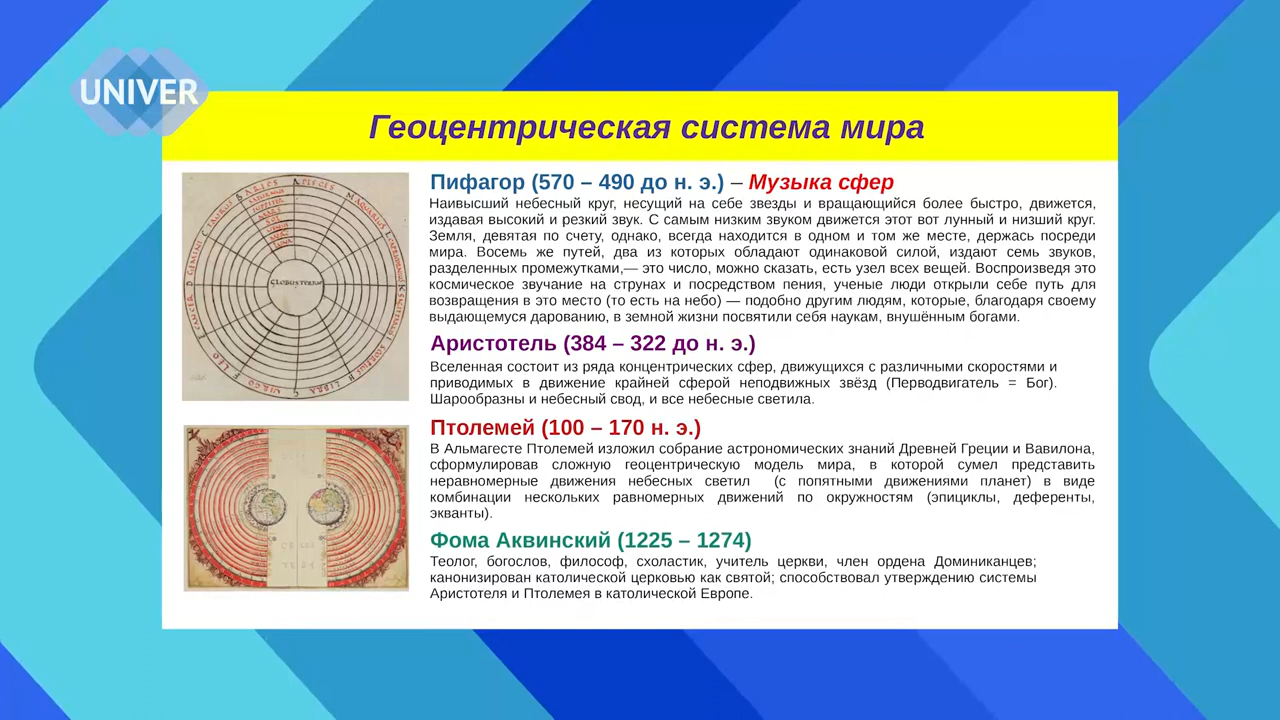 UNIVER
Геоцентрическая система мира
Пифагор (570 – 490 до н. э.) – Музыка сфер
Наивысший небесный круг, несущий на себе звезды и вращающийся более быстро, движется,
издавая высокий и резкий звук. С самым низким звуком движется этот вот лунный и низший круг.
Земля, девятая по счету, однако, всегда находится в одном и том же месте, держась посреди
мира. Восемь же путей, два из которых обладают одинаковой силой, издают семь звуков,
разделенных промежутками,— это число, можно сказать, есть узел всех вещей. Воспроизведя это
космическое звучание на струнах и посредством пения, ученые люди открыли себе путь для
возвращения в это место (то есть на небо) — подобно другим людям, которые, благодаря своему
выдающемуся дарованию, в земной жизни посвятили себя наукам, внушённым богами.
Аристотель (384 – 322 до н. э.)
Вселенная состоит из ряда концентрических сфер, движущихся с различными скоростями и
приводимых в движение крайней сферой неподвижных звёзд (Перводвигатель = Бог).
Шарообразны и небесный свод, и все небесные светила.
Птолемей (100 – 170 н. э.)
В Альмагесте Птолемей изложил собрание астрономических знаний Древней Греции и Вавилона,
сформулировав сложную геоцентрическую модель мира, в которой сумел представить
неравномерные движения небесных светил (с попятными движениями планет) в виде
комбинации нескольких равномерных движений по окружностям (эпициклы, деференты,
экванты).
Фома Аквинский (1225 – 1274)
Теолог, богослов, философ, схоластик, учитель церкви, член ордена Доминиканцев;
канонизирован католической церковью как святой; способствовал утверждению системы
Аристотеля и Птолемея в католической Европе.